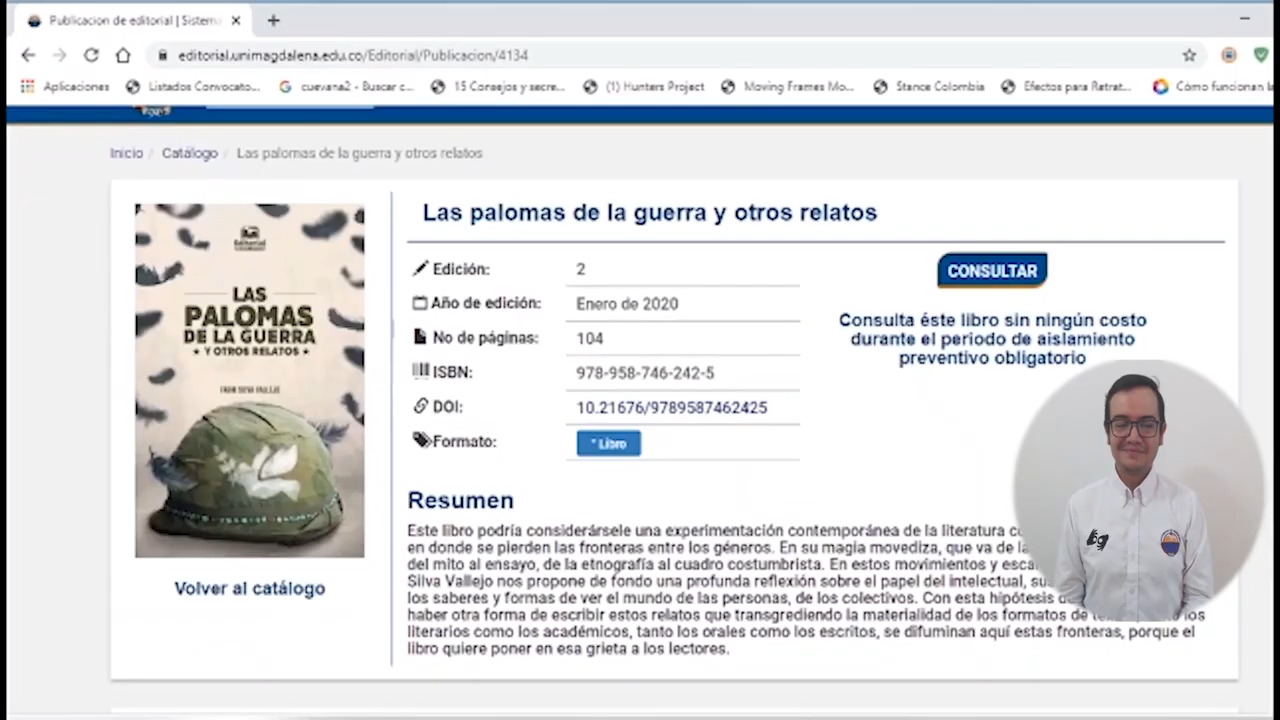 Publicacion de editorial | Sistema
editorial.unimagdalena.edu.co/Editorial/Publicacion/4134
Aplicaciones
Listados Convocato...
cuevana2 - Buscar c...
15 Consejos y secre...
(1) Hunters Project
Moving Frames Mo...
Stance Colombia
Efectos para Retrat...
Cómo funcionan la
Inicio / Catálogo / Las palomas de la guerra y otros relatos
Editorial
LAS
PALOMAS
DE LA GUERRA
Y OTROS RELATOS
FABIO SILVA VALLEJO
Volver al catálogo
Las palomas de la guerra y otros relatos
Edición: 2
Año de edición: Enero de 2020
No de páginas: 104
ISBN: 978-958-746-242-5
DOI: 10.21676/9789587462425
Formato: * Libro
CONSULTAR
Consulta éste libro sin ningún costo
durante el periodo de aislamiento
preventivo obligatorio
Resumen
Este libro podría considerársele una experimentación contemporánea de la literatura
en donde se pierden las fronteras entre los géneros. En su magia movediza, que va de
del mito al ensayo, de la etnografía al cuadro costumbrista. En estos movimientos y
Silva Vallejo nos propone de fondo una profunda reflexión sobre el papel del intelectual,
los saberes y formas de ver el mundo de las personas, de los colectivos. Con esta hipótesis
haber otra forma de escribir estos relatos que transgrediendo la materialidad de los formatos de los
literarios como los académicos, tanto los orales como los escritos, se difuminan aquí estas fronteras, porque el
libro quiere poner en esa grieta a los lectores.